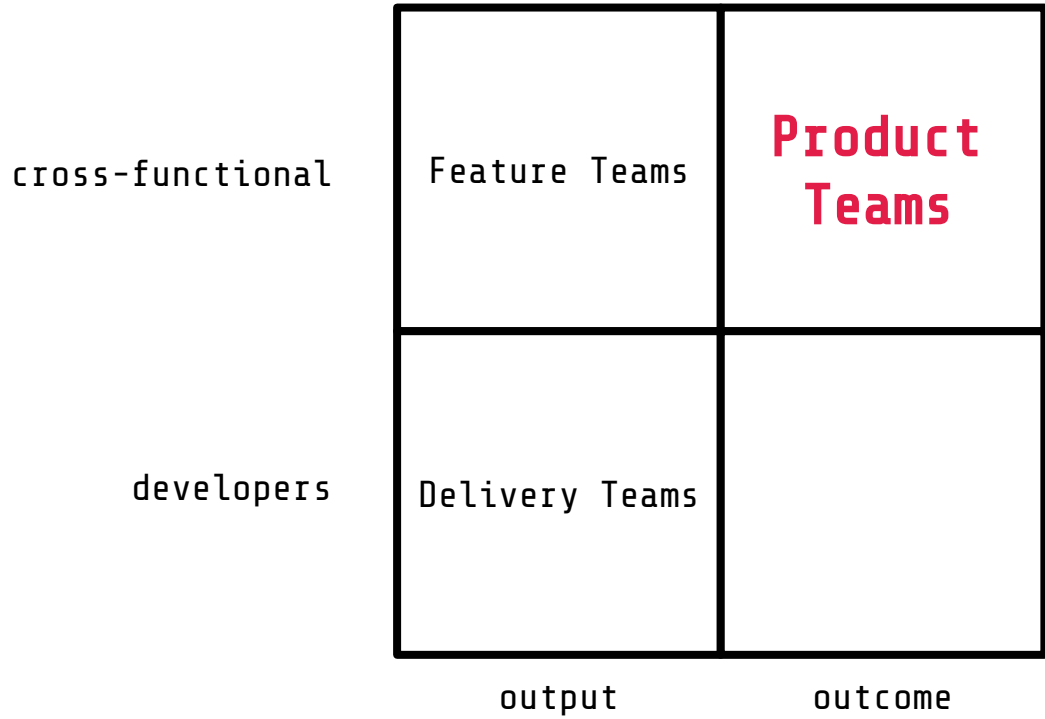 cross-functional
Feature Teams
Product
Teams
developers
Delivery Teams
output
outcome